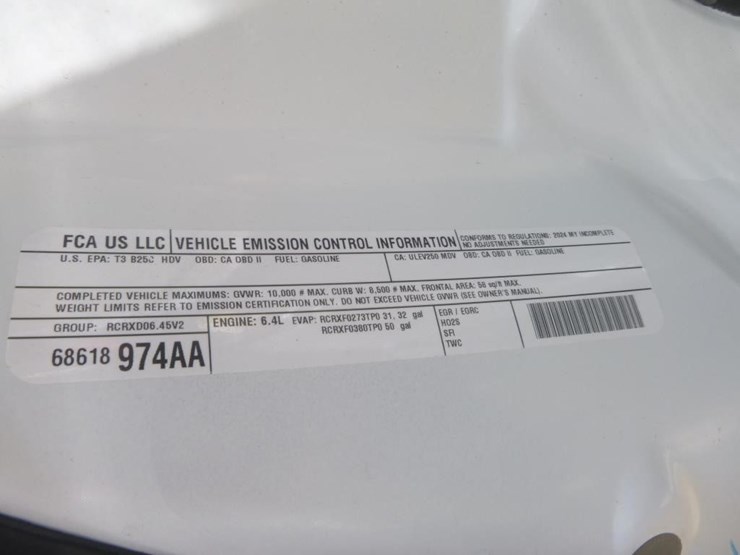 FCA US LLC VEHICLE EMISSION CONTROL INFORMATION
CONFORMS TO REGULATIONS: 2024 MY INCOMPLETE
NO ADJUSTMENTS NEEDED
U.S. EPA: T3 B250 HDV OBD: CA OBD II FUEL: GASOLINE
CA: ULEV250 MDV OBD: CA OBD II FUEL: GASOLINE
COMPLETED VEHICLE MAXIMUMS: GVWR: 10,000 # MAX. CURB W: 8,500 # MAX. FRONTAL AREA: 56 sq/ft MAX.
WEIGHT LIMITS REFER TO EMISSION CERTIFICATION ONLY. DO NOT EXCEED VEHICLE GVWR (SEE OWNER'S MANUAL).
GROUP: RCRXD06.45V2
68618 974AA
ENGINE: 6.4L EVAP: RCRXF0273TP0 31, 32 gal
RCRXF0380TP0 50 gal
EGR / EGRC
HO2S
SFI
TWC